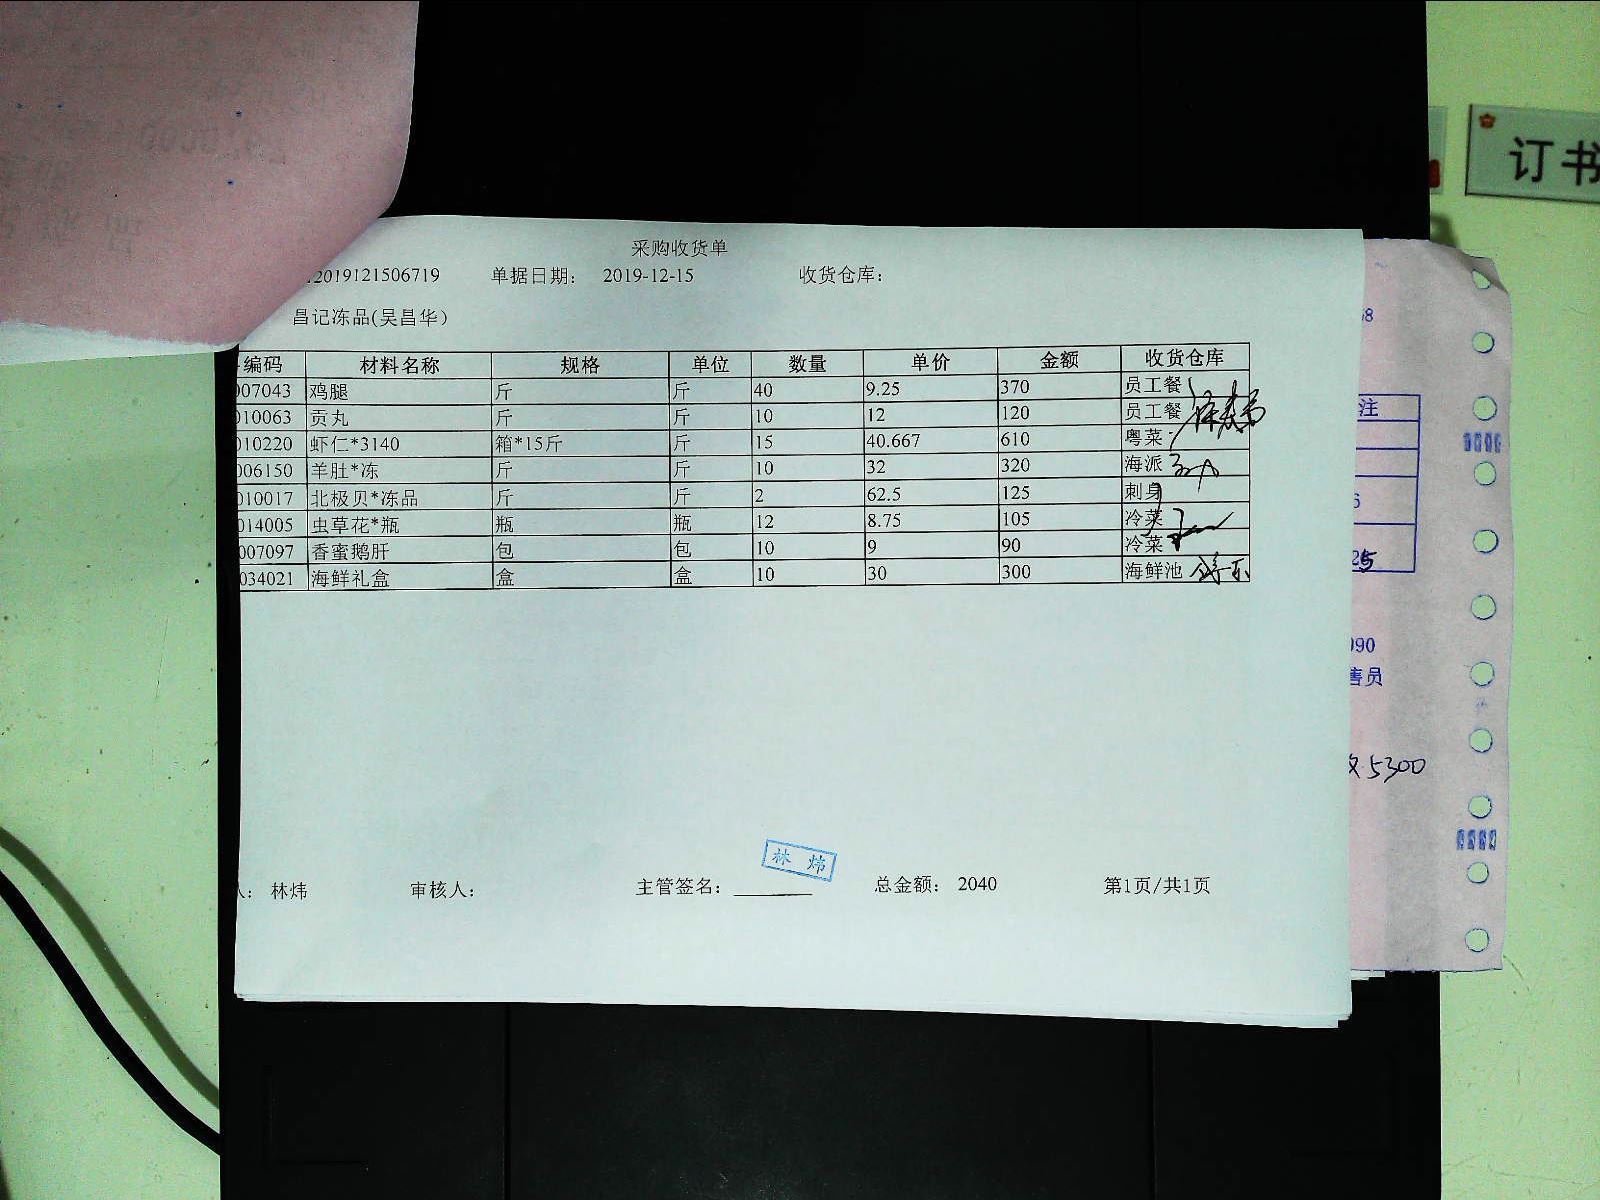 订书
采购收货单
2019121506719 单据日期： 2019-12-15 收货仓库：
昌记冻品(吴昌华)
编码 材料名称 规格 单位 数量 单价 金额 收货仓库
007043 鸡腿 斤 斤 40 9.25 370 员工餐
010063 贡丸 斤 斤 10 12 120 员工餐
010220 虾仁*3140 箱*15斤 斤 15 40.667 610 粤菜
006150 羊肚*冻 斤 斤 10 32 320 海派
010017 北极贝*冻品 斤 斤 2 62.5 125 刺身
014005 虫草花*瓶 瓶 瓶 12 8.75 105 冷菜
007097 香蜜鹅肝 包 包 10 9 90 冷菜
034021 海鲜礼盒 盒 盒 10 30 300 海鲜池
林炜
人： 林炜 审核人： 主管签名： 总金额： 2040 第1页/共1页
注
25
090
售员
5300